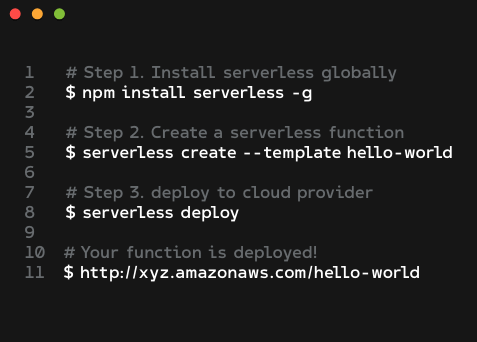 1 # Step 1. Install serverless globally
2 $ npm install serverless -g
3
4 # Step 2. Create a serverless function
5 $ serverless create --template hello-world
6
7 # Step 3. deploy to cloud provider
8 $ serverless deploy
9
10 # Your function is deployed!
11 $ http://xyz.amazonaws.com/hello-world